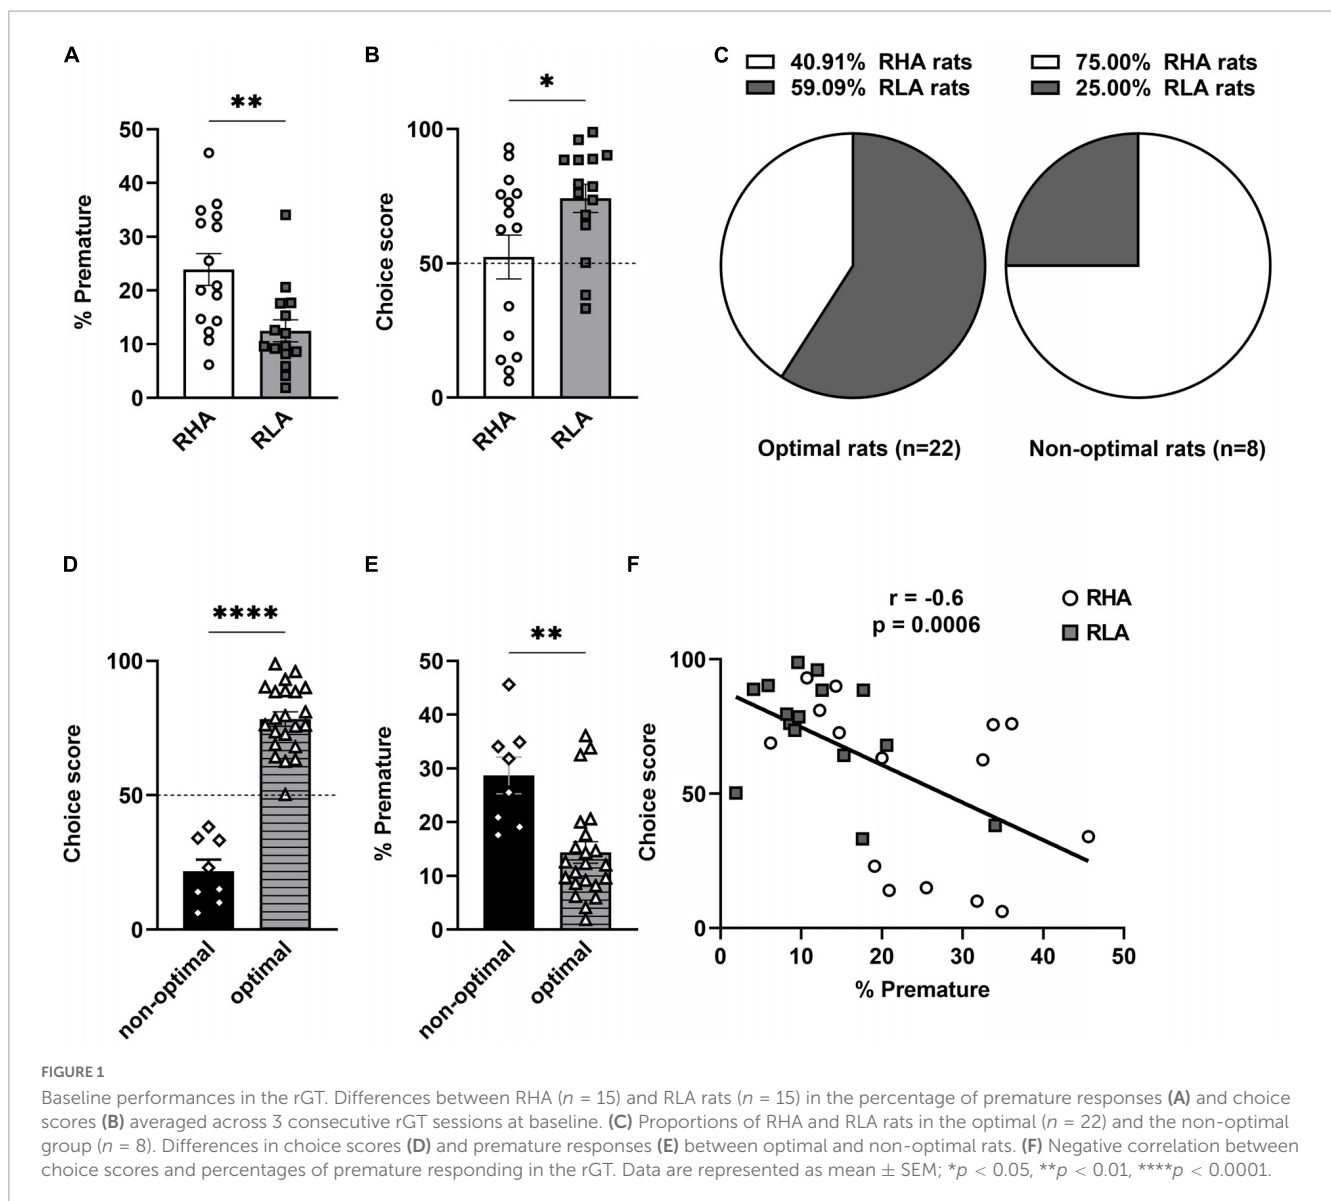 A
**
50
40
30
20
10
0
% Premature
RHA
RLA
B
*
100
50
0
Choice score
RHA
RLA
C
40.91% RHA rats
59.09% RLA rats
75.00% RHA rats
25.00% RLA rats
Optimal rats (n=22)
Non-optimal rats (n=8)
D
****
100
50
0
Choice score
non-optimal
optimal
E
**
50
40
30
20
10
0
% Premature
non-optimal
optimal
F
r = -0.6
p = 0.0006
RHA
RLA
100
50
0
Choice score
0 10 20 30 40 50
% Premature
FIGURE 1
Baseline performances in the rGT. Differences between RHA (n = 15) and RLA rats (n = 15) in the percentage of premature responses (A) and choice
scores (B) averaged across 3 consecutive rGT sessions at baseline. (C) Proportions of RHA and RLA rats in the optimal (n = 22) and the non-optimal
group (n = 8). Differences in choice scores (D) and premature responses (E) between optimal and non-optimal rats. (F) Negative correlation between
choice scores and percentages of premature responding in the rGT. Data are represented as mean ± SEM; *p < 0.05, **p < 0.01, ****p < 0.0001.